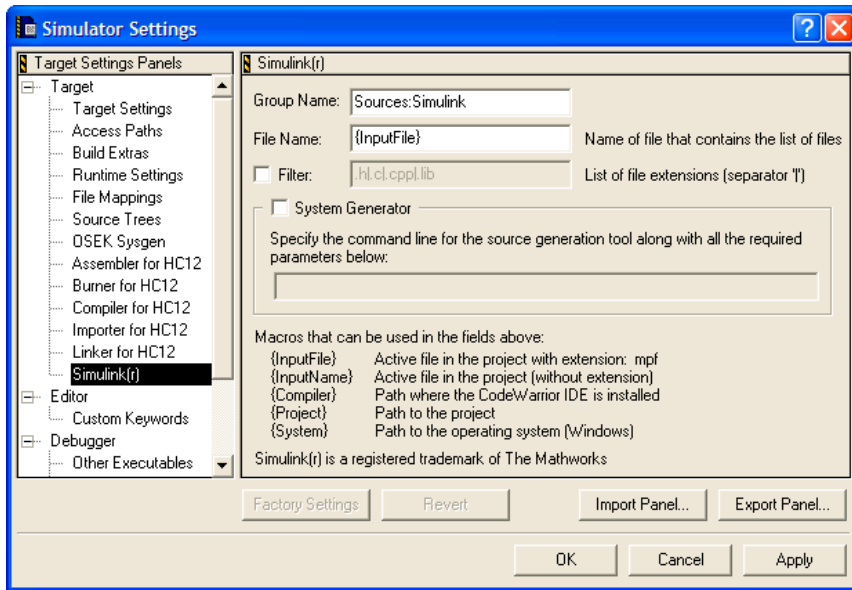 Simulator Settings
Target Settings Panels
Target
Target Settings
Access Paths
Build Extras
Runtime Settings
File Mappings
Source Trees
OSEK Sysgen
Assembler for HC12
Burner for HC12
Compiler for HC12
Importer for HC12
Linker for HC12
Simulink(r)
Editor
Custom Keywords
Debugger
Other Executables
Simulink(r)
Group Name: Sources:Simulink
File Name: {InputFile} Name of file that contains the list of files
Filter: .h|.c|.cpp|.lib List of file extensions (separator '|')
System Generator
Specify the command line for the source generation tool along with all the required
parameters below:
Macros that can be used in the fields above:
{InputFile} Active file in the project with extension: mpf
{InputName} Active file in the project (without extension)
{Compiler} Path where the CodeWarrior IDE is installed
{Project} Path to the project
{System} Path to the operating system (Windows)
Simulink(r) is a registered trademark of The Mathworks
Factory Settings Revert Import Panel... Export Panel...
OK Cancel Apply